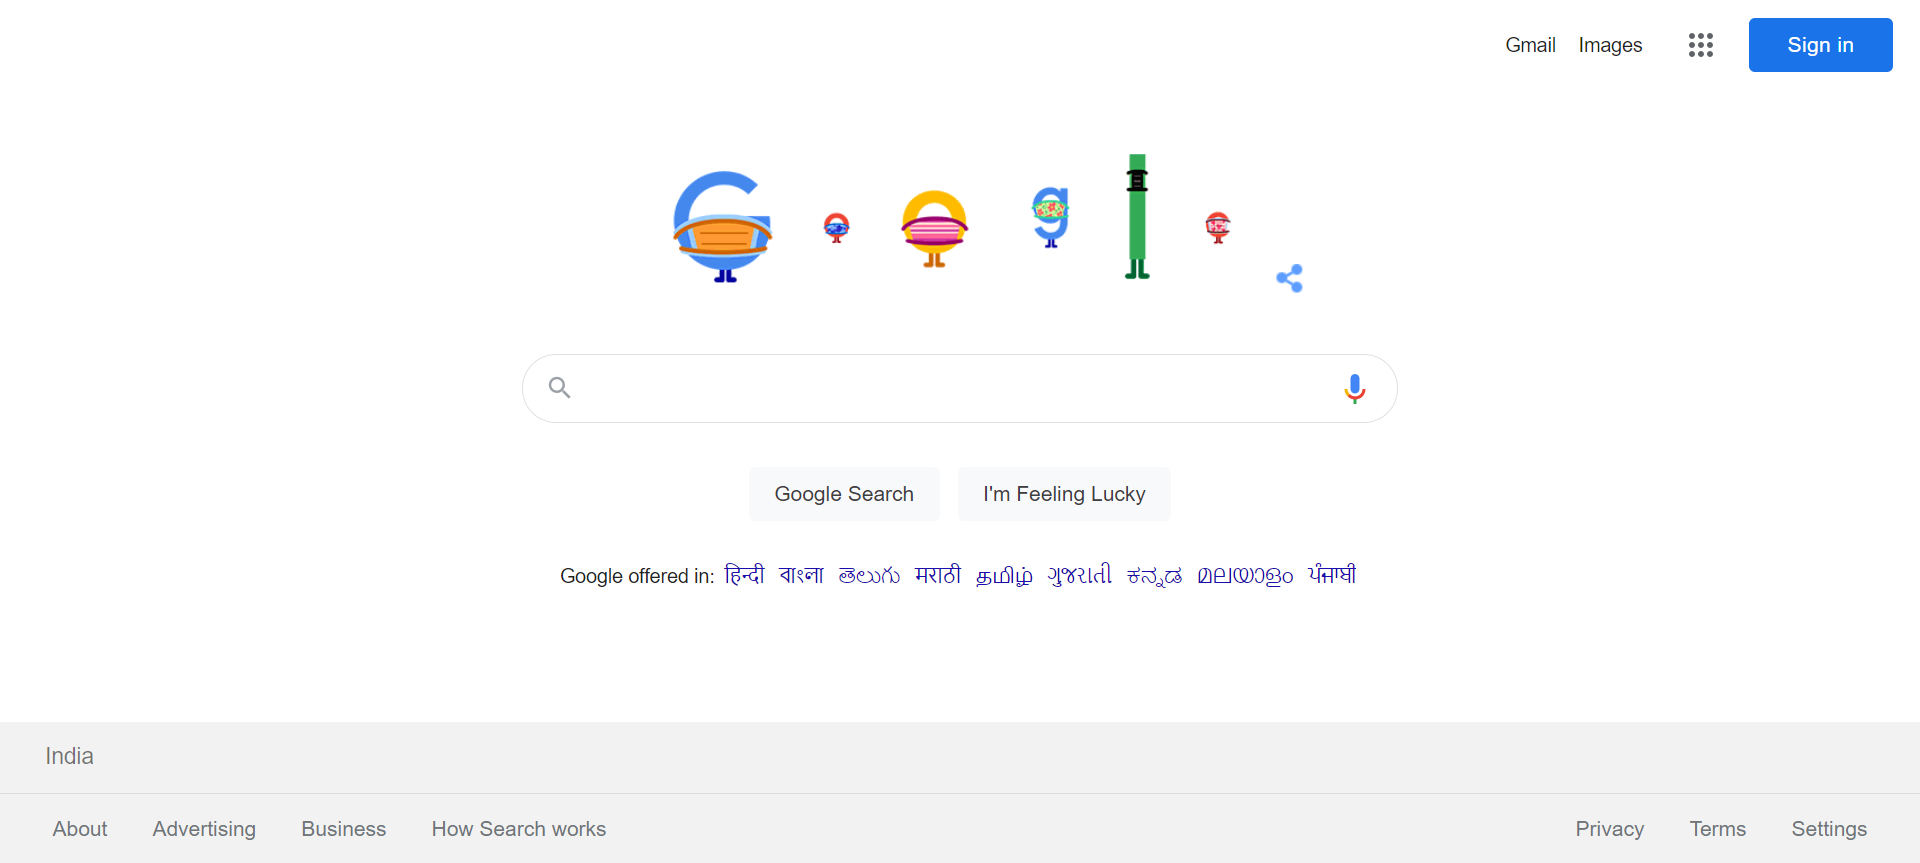 Gmail Images Sign in
Google
Google Search I'm Feeling Lucky
Google offered in: हिन्दी বাংলা తెలుగు मराठी தமிழ் ગુજરાતી ಕನ್ನಡ മലയാളം ਪੰਜਾਬੀ
India
About Advertising Business How Search works Privacy Terms Settings